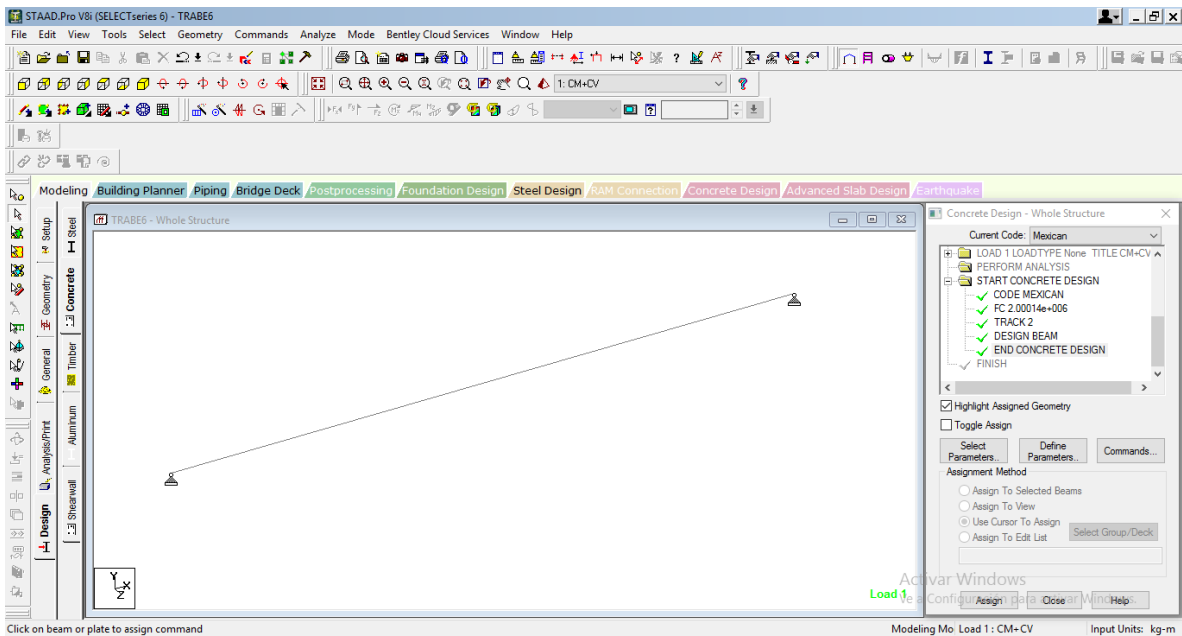 STAAD.Pro V8i (SELECTseries 6) - TRABE6
File Edit View Tools Select Geometry Commands Analyze Mode Bentley Cloud Services Window Help
1: CM+CV
Modeling Building Planner Piping Bridge Deck Postprocessing Foundation Design Steel Design RAM Connection Concrete Design Advanced Slab Design Earthquake
Setup
Geometry
General
Analysis/Print
Design
Steel
Concrete
Timber
Aluminum
Shearwall
TRABE6 - Whole Structure
Y
X
Z
Load 1
Concrete Design - Whole Structure
Current Code: Mexican
LOAD 1 LOADTYPE None TITLE CM+CV
PERFORM ANALYSIS
START CONCRETE DESIGN
CODE MEXICAN
FC 2.00014e+006
TRACK 2
DESIGN BEAM
END CONCRETE DESIGN
FINISH
Highlight Assigned Geometry
Toggle Assign
Select Parameters..
Define Parameters..
Commands...
Assignment Method
Assign To Selected Beams
Assign To View
Use Cursor To Assign
Assign To Edit List
Select Group/Deck
Activar Windows
Ve a Configuración para activar Windows.
Assign
Close
Help
Click on beam or plate to assign command
Modeling Mo Load 1 : CM+CV Input Units: kg-m